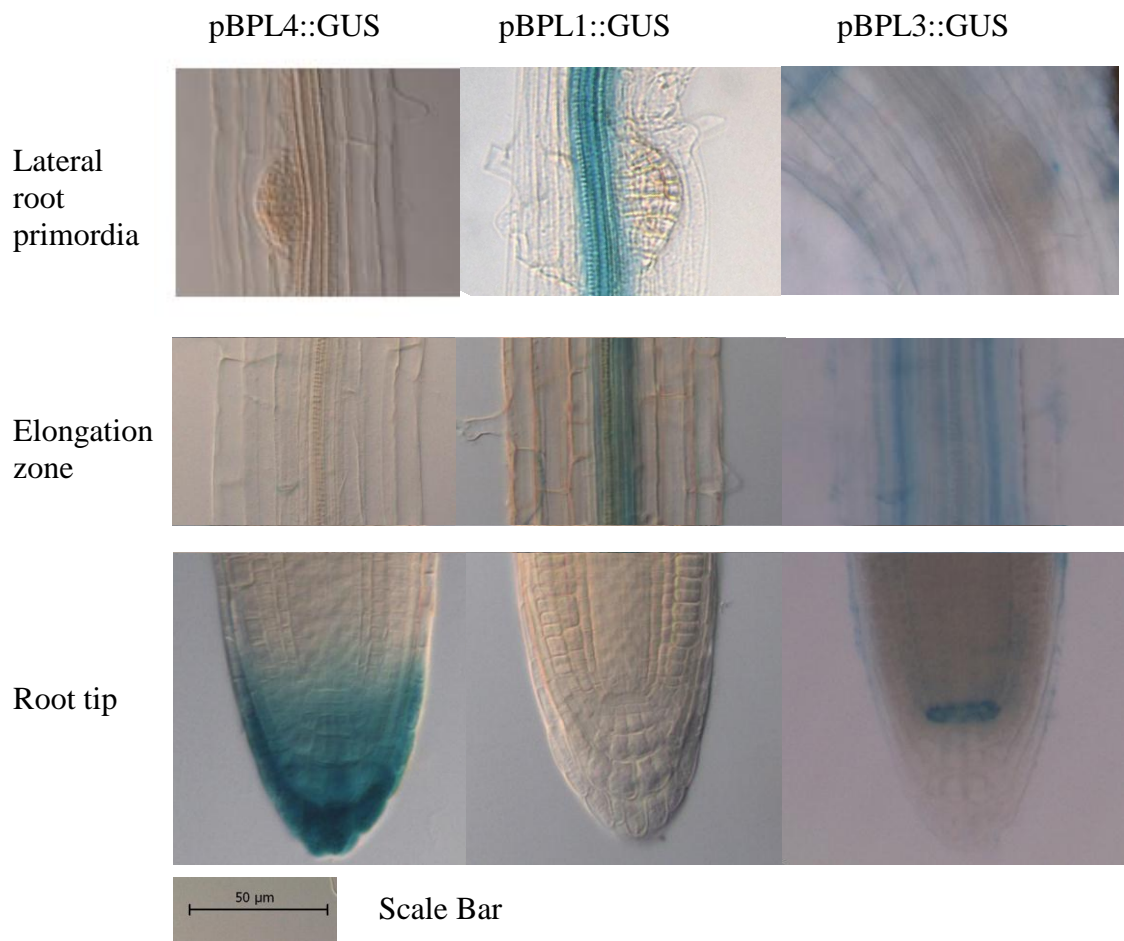 pBPL4::GUS pBPL1::GUS pBPL3::GUS
Lateral
root
primordia
Elongation
zone
Root tip
50 µm
Scale Bar